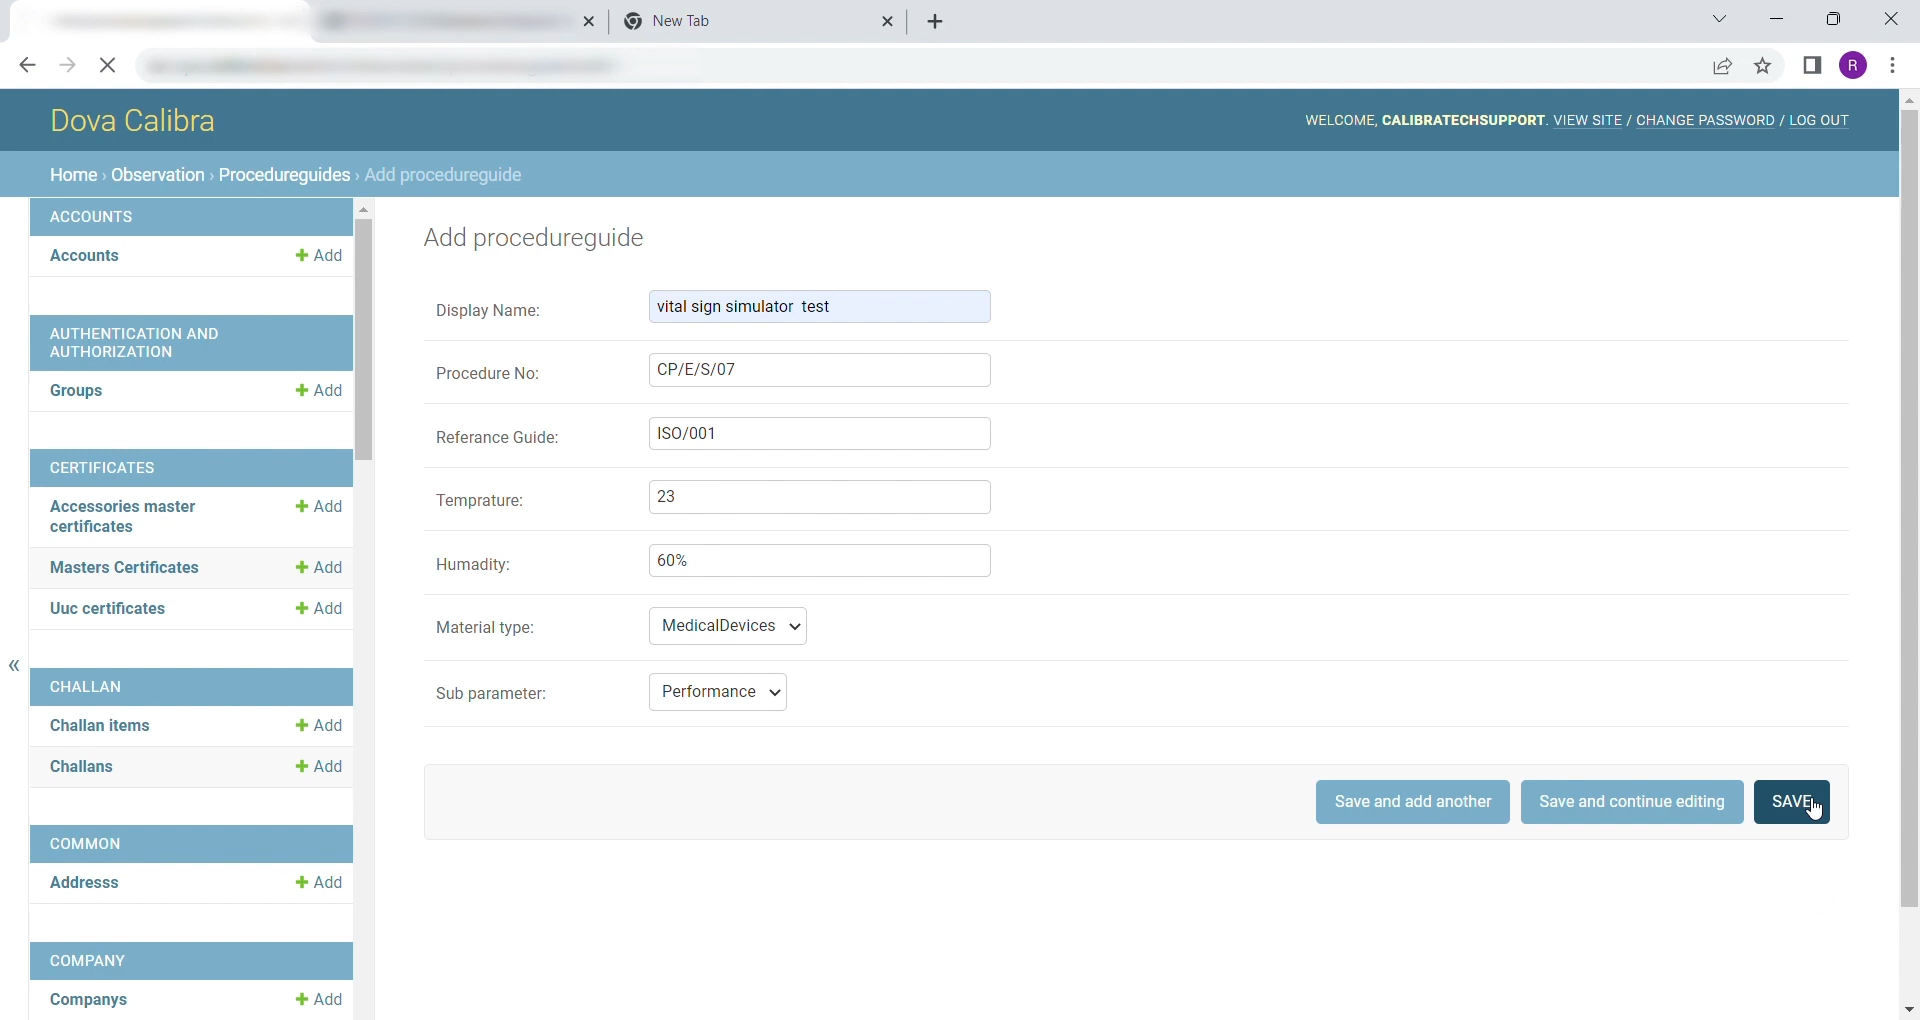 New Tab
R
Dova Calibra
WELCOME, CALIBRATECHSUPPORT. VIEW SITE / CHANGE PASSWORD / LOG OUT
Home › Observation › Procedureguides › Add procedureguide
ACCOUNTS
Accounts + Add
AUTHENTICATION AND
AUTHORIZATION
Groups + Add
CERTIFICATES
Accessories master + Add
certificates
Masters Certificates + Add
Uuc certificates + Add
«
CHALLAN
Challan items + Add
Challans + Add
COMMON
Addresss + Add
COMPANY
Companys + Add
Add procedureguide
Display Name: vital sign simulator  test
Procedure No: CP/E/S/07
Referance Guide: ISO/001
Temprature: 23
Humadity: 60%
Material type: MedicalDevices
Sub parameter: Performance
Save and add another Save and continue editing SAVE